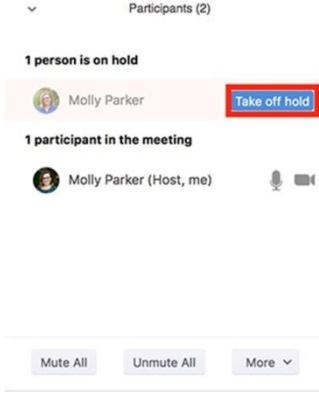 Participants (2)
1 person is on hold
Molly Parker
Take off hold
1 participant in the meeting
Molly Parker (Host, me)
Mute All
Unmute All
More